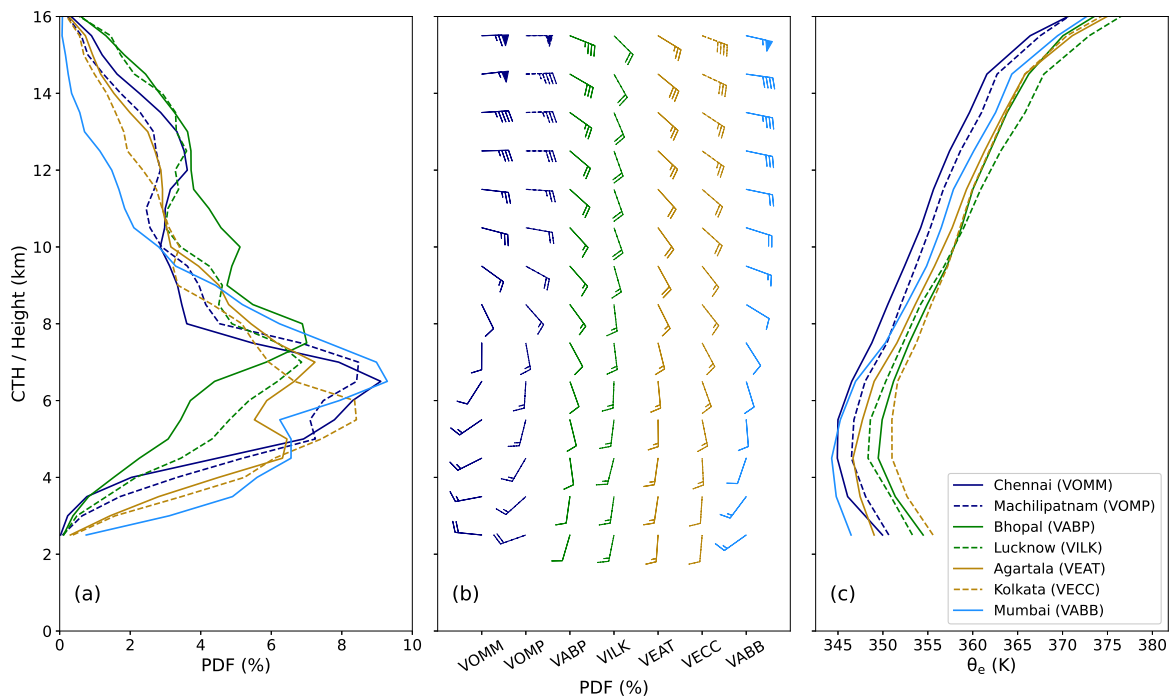 CTH / Height (km)
16
14
12
10
8
6
4
2
0
(a)
0
2
4
6
8
10
PDF (%)
(b)
VOMM
VOMP
VABP
VILK
VEAT
VECC
VABB
PDF (%)
(c)
Chennai (VOMM)
Machilipatnam (VOMP)
Bhopal (VABP)
Lucknow (VILK)
Agartala (VEAT)
Kolkata (VECC)
Mumbai (VABB)
345
350
355
360
365
370
375
380
θe (K)